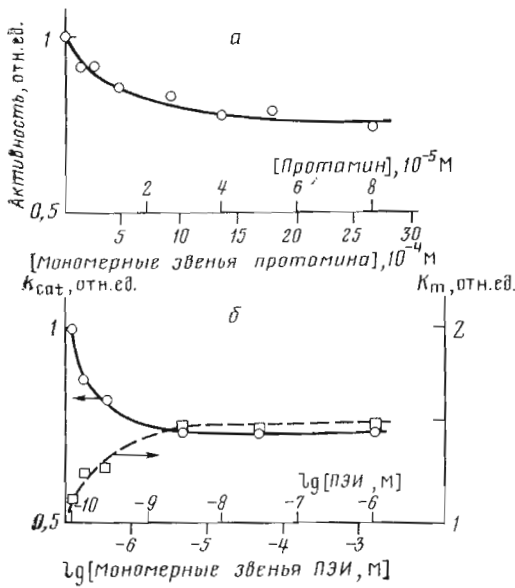 а
1
Активность, отн.ед.
[Протамин], 10⁻⁵М
2 4 6 8
0,5
5 10 15 20 25 30
[Мономерные звенья протамина], 10⁻⁴М
k_cat, отн.ед. б K_m, отн.ед.
1 2
-10 -9 -8 -7 -6
lg[ПЭИ, М]
0,5 1
-6 -5 -4 -3
lg[Мономерные звенья ПЭИ, М]